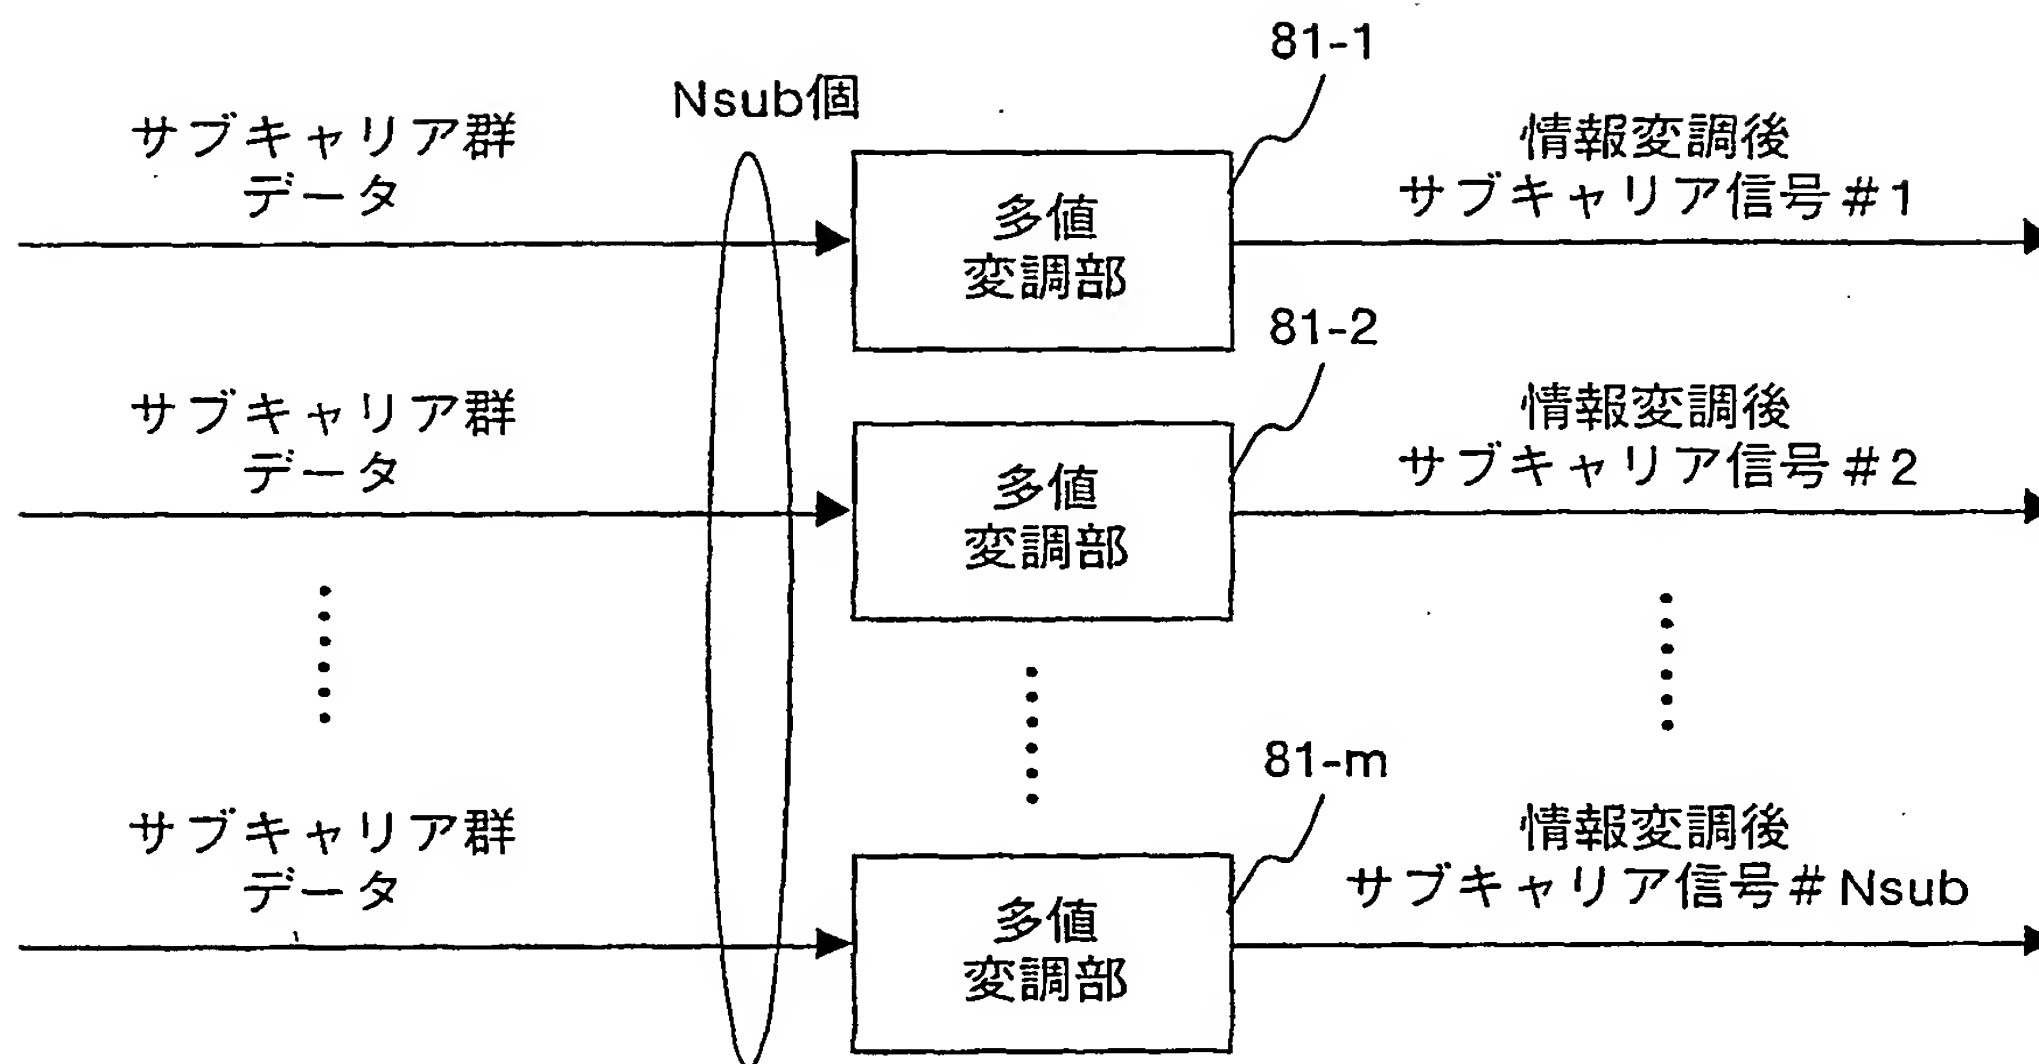 81-1
Nsub個
サブキャリア群
データ
多値
変調部
情報変調後
サブキャリア信号#1
81-2
サブキャリア群
データ
多値
変調部
情報変調後
サブキャリア信号#2
81-m
サブキャリア群
データ
多値
変調部
情報変調後
サブキャリア信号#Nsub